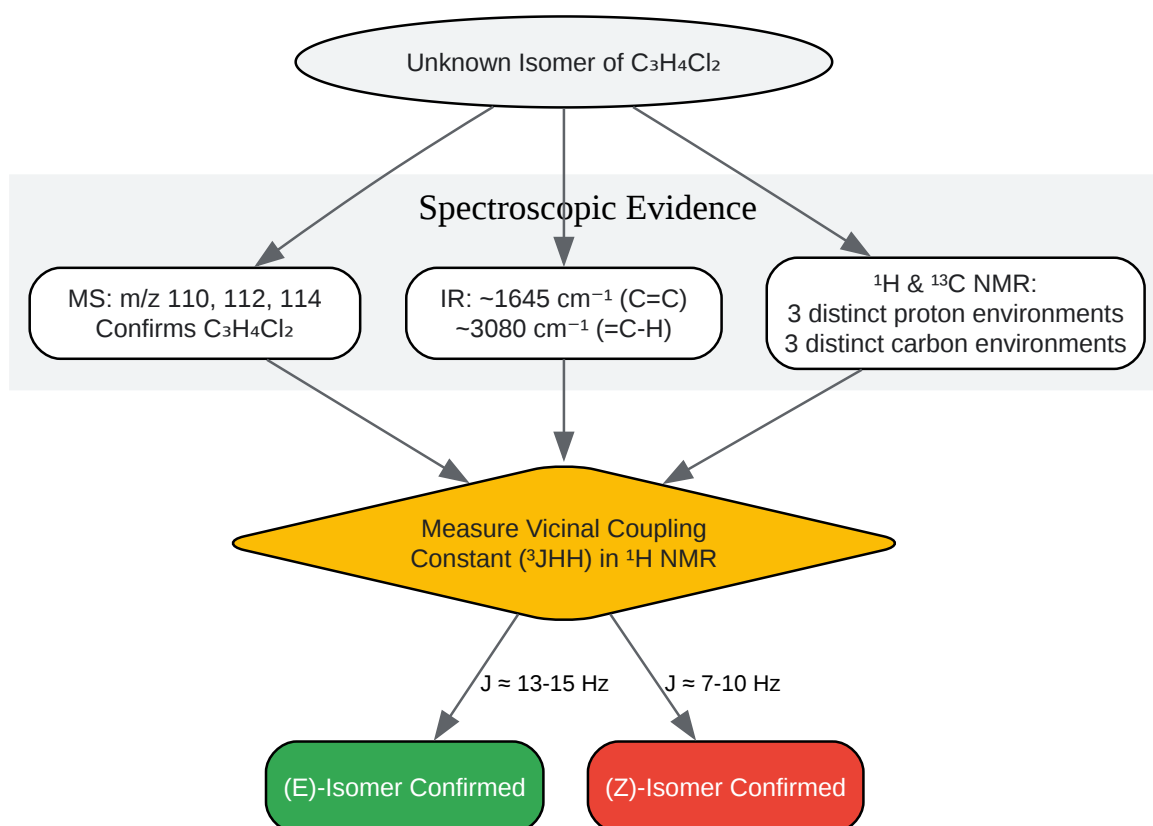 Unknown Isomer of C₃H₄Cl₂
Spectroscopic Evidence
MS: m/z 110, 112, 114
Confirms C₃H₄Cl₂
IR: ~1645 cm⁻¹ (C=C)
~3080 cm⁻¹ (=C-H)
¹H & ¹³C NMR:
3 distinct proton environments
3 distinct carbon environments
Measure Vicinal Coupling
Constant (³JHH) in ¹H NMR
J ≈ 13-15 Hz
J ≈ 7-10 Hz
(E)-Isomer Confirmed
(Z)-Isomer Confirmed